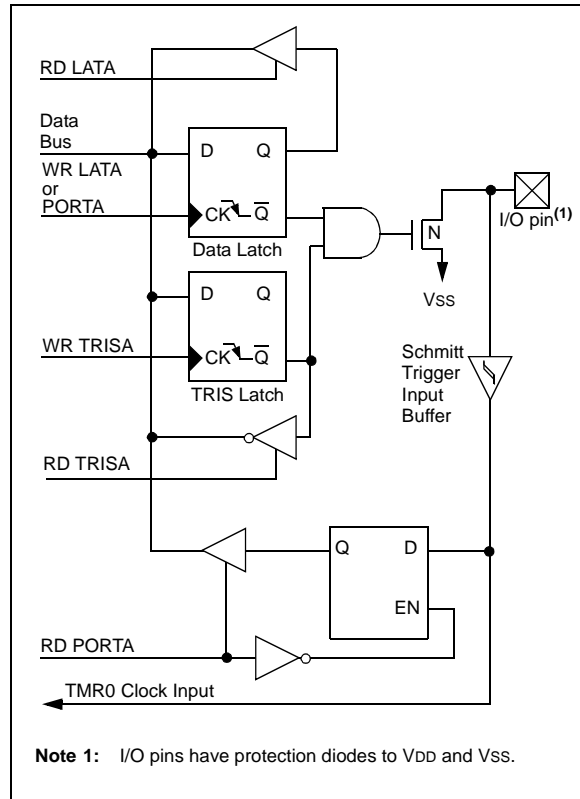 RD LATA
Data
Bus
WR LATA
or
PORTA
D Q
CK Q̅
Data Latch
N
I/O pin(1)
VSS
D Q
CK Q̅
TRIS Latch
WR TRISA
Schmitt
Trigger
Input
Buffer
RD TRISA
Q D
EN
RD PORTA
TMR0 Clock Input
Note 1: I/O pins have protection diodes to VDD and VSS.